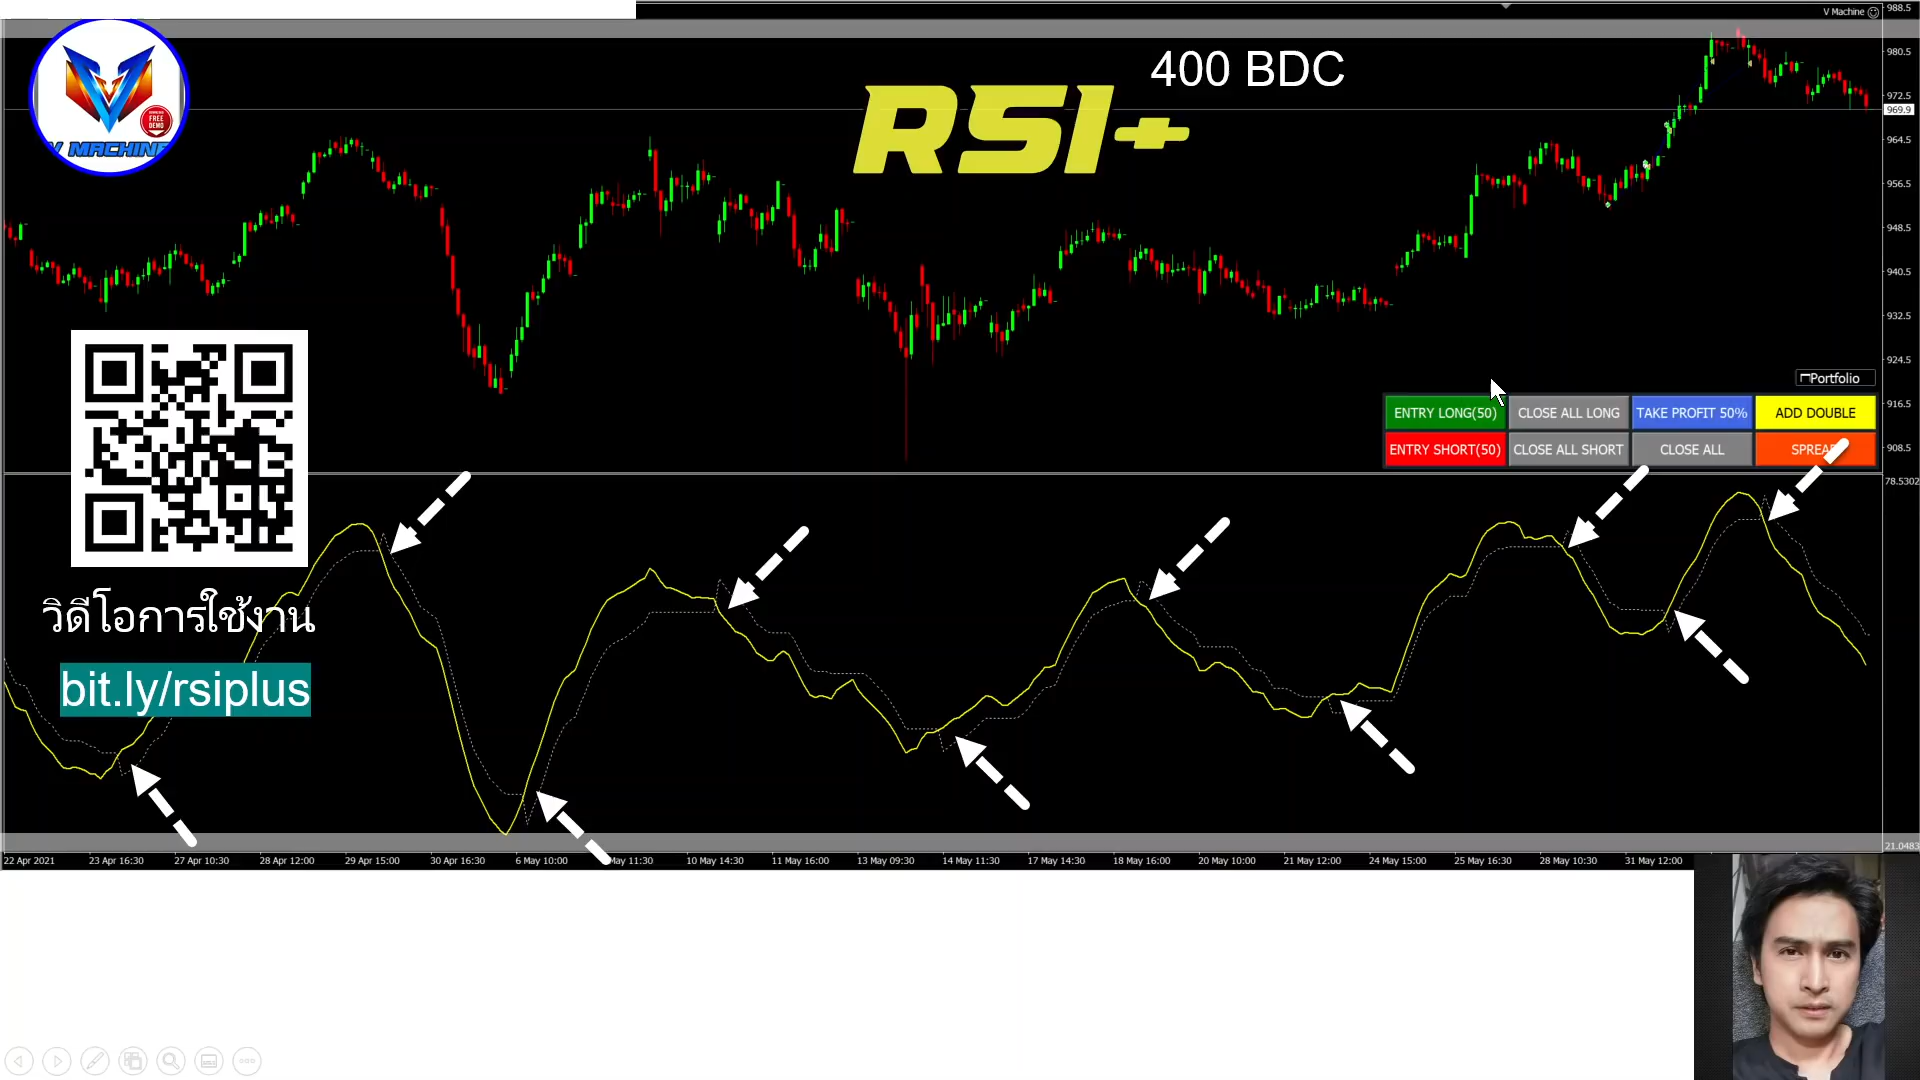 V Machine
988.5
400 BDC
RSI+
980.5
972.5
969.9
964.5
956.5
948.5
940.5
932.5
924.5
916.5
908.5
FREE
DEMO
V MACHINE
Portfolio
ENTRY LONG(50) CLOSE ALL LONG TAKE PROFIT 50% ADD DOUBLE
ENTRY SHORT(50) CLOSE ALL SHORT CLOSE ALL SPREA
78.5302
วิดีโอการใช้งาน
bit.ly/rsiplus
21.0483
22 Apr 2021 23 Apr 16:30 27 Apr 10:30 28 Apr 12:00 29 Apr 15:00 30 Apr 16:30 6 May 10:00 May 11:30 10 May 14:30 11 May 16:00 13 May 09:30 14 May 11:30 17 May 14:30 18 May 16:00 20 May 10:00 21 May 12:00 24 May 15:00 25 May 16:30 28 May 10:30 31 May 12:00